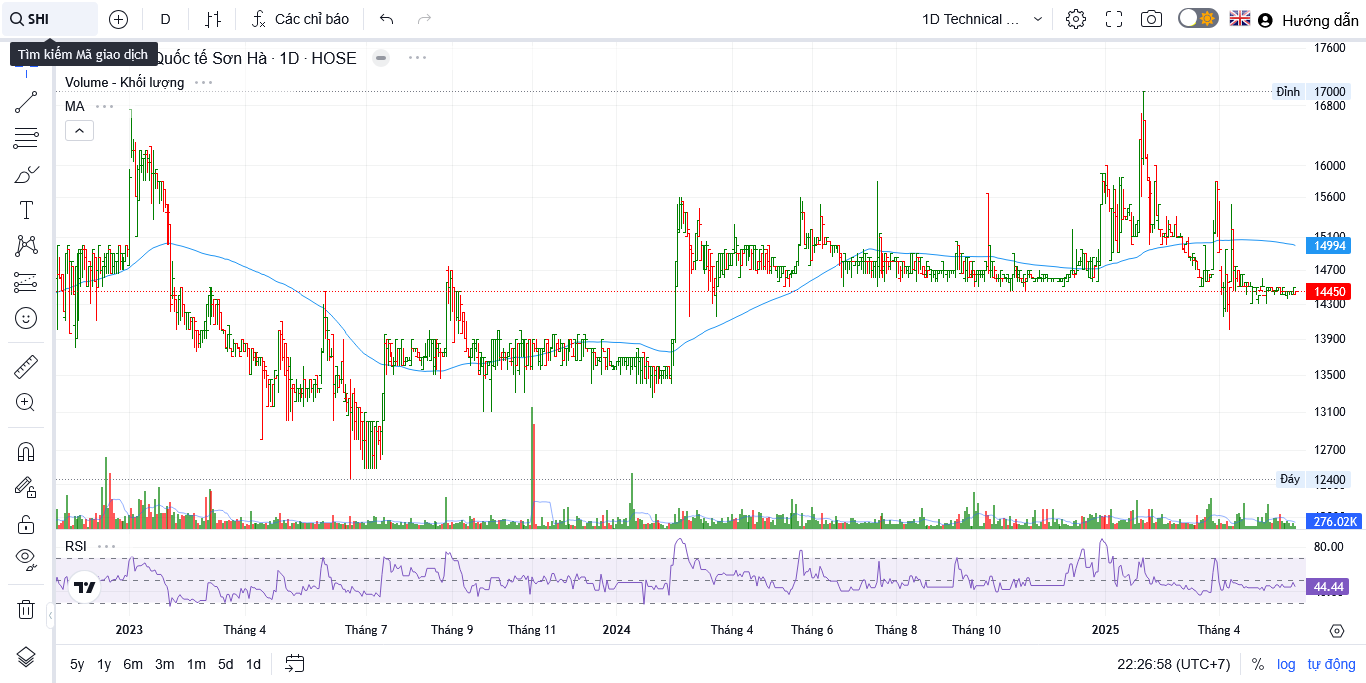 SHI
D
Các chỉ báo
1D Technical ...
Hướng dẫn
Tìm kiếm Mã giao dịch
Quốc tế Sơn Hà · 1D · HOSE
Volume - Khối lượng
MA
17600
Đỉnh 17000
16800
16000
15600
15100
14994
14700
14450
14300
13900
13500
13100
12700
Đáy 12400
276.02K
RSI
80.00
44.44
2023
Tháng 4
Tháng 7
Tháng 9
Tháng 11
2024
Tháng 4
Tháng 6
Tháng 8
Tháng 10
2025
Tháng 4
5y 1y 6m 3m 1m 5d 1d
22:26:58 (UTC+7)
%
log
tự động